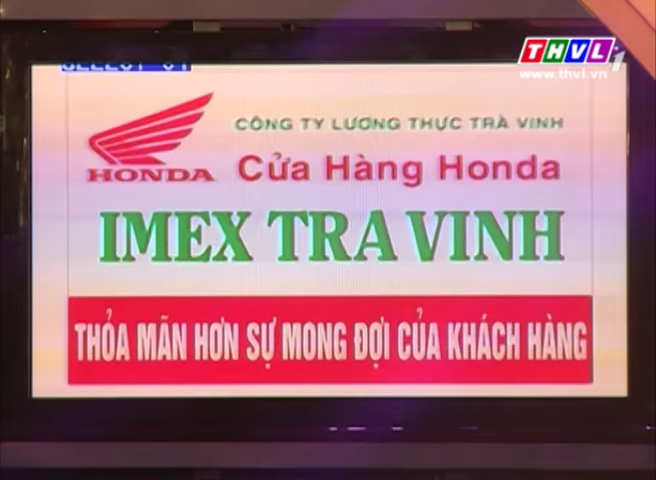 THVL1
www.thvl.vn
CÔNG TY LƯƠNG THỰC TRÀ VINH
HONDA Cửa Hàng Honda
IMEX TRA VINH
THỎA MÃN HƠN SỰ MONG ĐỢI CỦA KHÁCH HÀNG